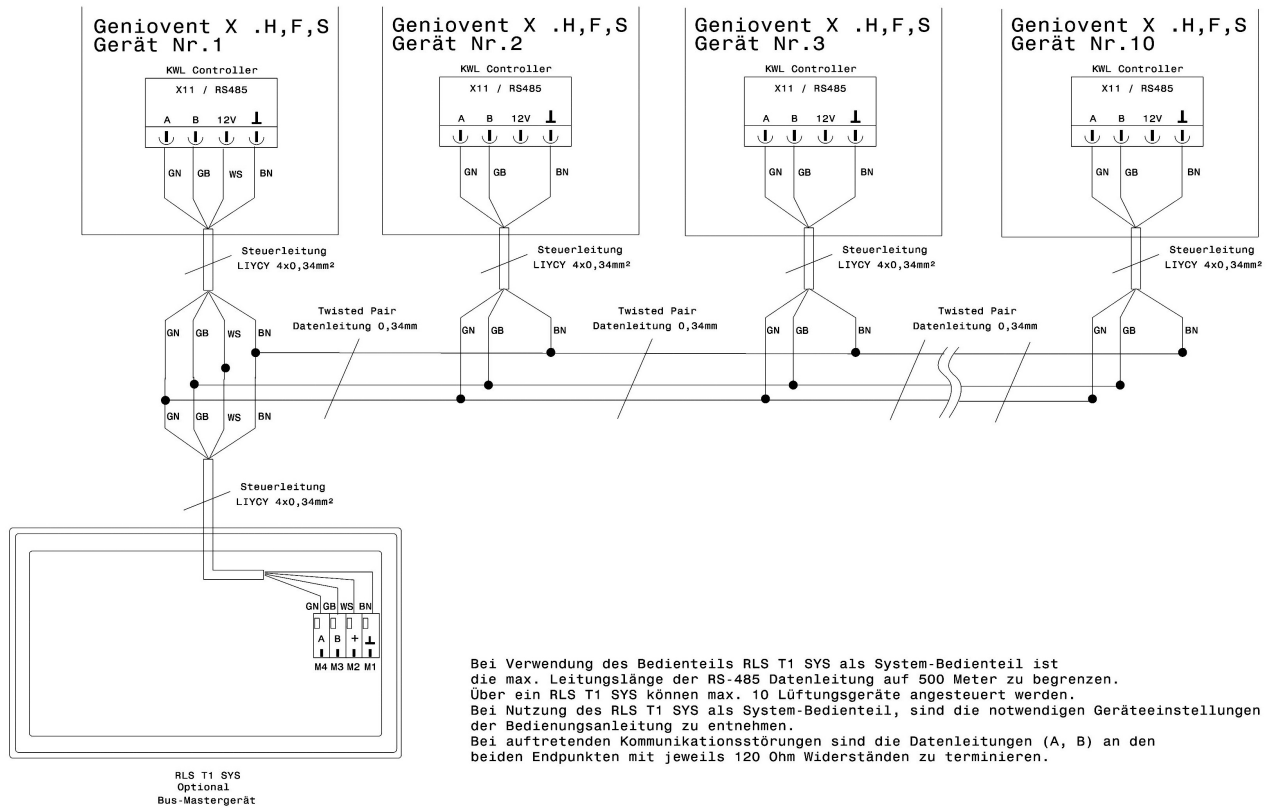 Geniovent X .H,F,S
Gerät Nr.1
KWL Controller
X11 / RS485
A B 12V
GN GB WS BN
Steuerleitung
LIYCY 4x0,34mm²
GN GB WS BN
Geniovent X .H,F,S
Gerät Nr.2
KWL Controller
X11 / RS485
A B 12V
GN GB BN
Steuerleitung
LIYCY 4x0,34mm²
GN GB BN
Geniovent X .H,F,S
Gerät Nr.3
KWL Controller
X11 / RS485
A B 12V
GN GB BN
Steuerleitung
LIYCY 4x0,34mm²
GN GB BN
Geniovent X .H,F,S
Gerät Nr.10
KWL Controller
X11 / RS485
A B 12V
GN GB BN
Steuerleitung
LIYCY 4x0,34mm²
GN GB BN
Twisted Pair
Datenleitung 0,34mm
Twisted Pair
Datenleitung 0,34mm
Twisted Pair
Datenleitung 0,34mm
GN GB WS BN
Steuerleitung
LIYCY 4x0,34mm²
GN GB WS BN
A B +
M4 M3 M2 M1
RLS T1 SYS
Optional
Bus-Mastergerät
Bei Verwendung des Bedienteils RLS T1 SYS als System-Bedienteil ist
die max. Leitungslänge der RS-485 Datenleitung auf 500 Meter zu begrenzen.
Über ein RLS T1 SYS können max. 10 Lüftungsgeräte angesteuert werden.
Bei Nutzung des RLS T1 SYS als System-Bedienteil, sind die notwendigen Geräteeinstellungen
der Bedienungsanleitung zu entnehmen.
Bei auftretenden Kommunikationsstörungen sind die Datenleitungen (A, B) an den
beiden Endpunkten mit jeweils 120 Ohm Widerständen zu terminieren.